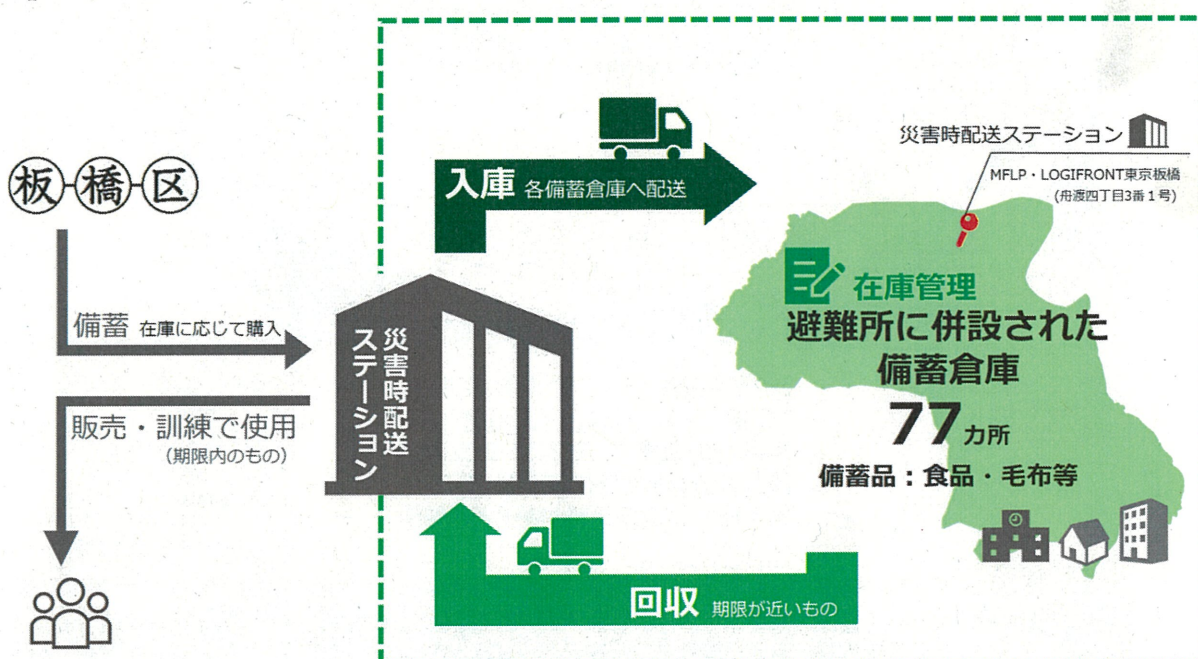 板-橋-区
備蓄 在庫に応じて購入
販売・訓練で使用
(期限内のもの)
災害時配送
ステーション
入庫 各備蓄倉庫へ配送
回収 期限が近いもの
災害時配送ステーション
MFLP・LOGIFRONT東京板橋
(舟渡四丁目3番1号)
在庫管理
避難所に併設された
備蓄倉庫
77カ所
備蓄品：食品・毛布等